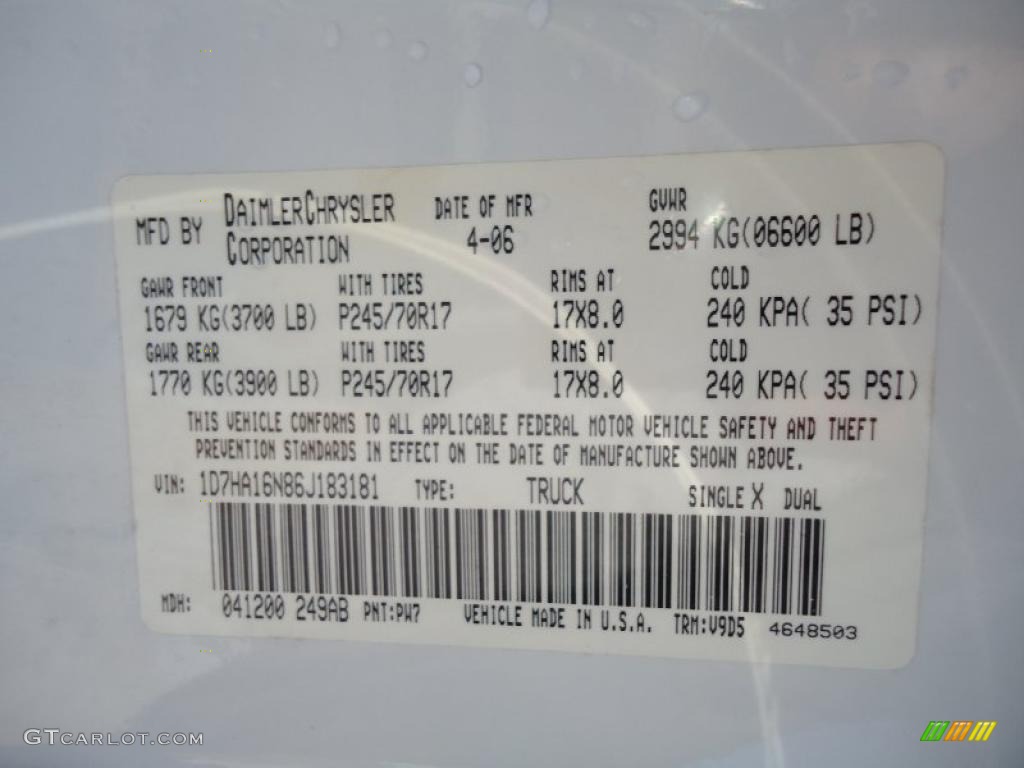 MFD BY DAIMLERCHRYSLER CORPORATION DATE OF MFR 4-06 GVWR 2994 KG(06600 LB)
GAWR FRONT WITH TIRES RIMS AT COLD
1679 KG(3700 LB) P245/70R17 17X8.0 240 KPA( 35 PSI)
GAWR REAR WITH TIRES RIMS AT COLD
1770 KG(3900 LB) P245/70R17 17X8.0 240 KPA( 35 PSI)
THIS VEHICLE CONFORMS TO ALL APPLICABLE FEDERAL MOTOR VEHICLE SAFETY AND THEFT
PREVENTION STANDARDS IN EFFECT ON THE DATE OF MANUFACTURE SHOWN ABOVE.
VIN: 1D7HA16N86J183181 TYPE: TRUCK SINGLE X DUAL
MDH: 041200 249AB PNT:PW7 VEHICLE MADE IN U.S.A. TRM:V9D5 4648503
GTCARLOT.COM